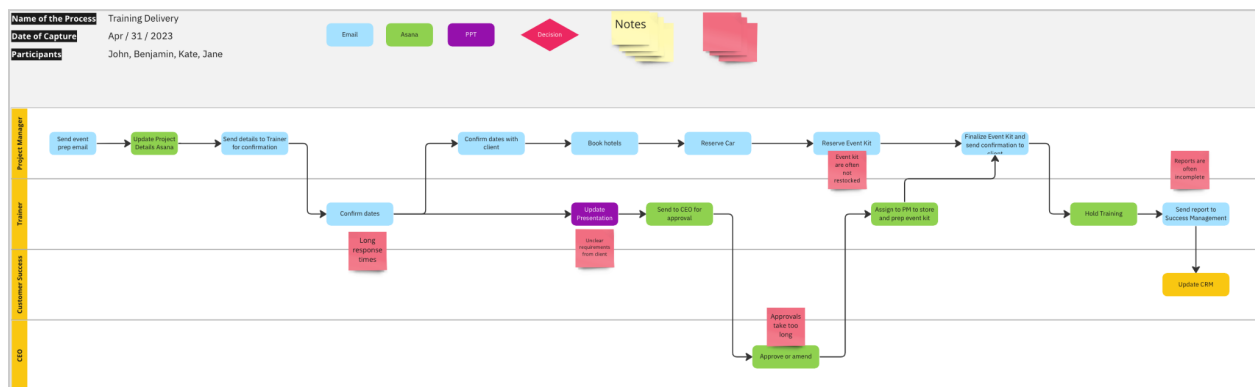 Name of the Process Training Delivery
Date of Capture Apr / 31 / 2023
Participants John, Benjamin, Kate, Jane
Email
Asana
PPT
Decision
Notes
Project Manager
Send event
prep email
Update Project
Details Asana
Send details to Trainer
for confirmation
Confirm dates with
client
Book hotels
Reserve Car
Reserve Event Kit
Event kit
are often
not
restocked
Finalize Event Kit and
send confirmation to
client
Reports are
often
incomplete
Trainer
Confirm dates
Long
response
times
Update
Presentation
Unclear
requirements
from client
Send to CEO for
approval
Assign to PM to store
and prep event kit
Hold Training
Send report to
Success Management
Customer Success
Update CRM
CEO
Approvals
take too
long
Approve or amend